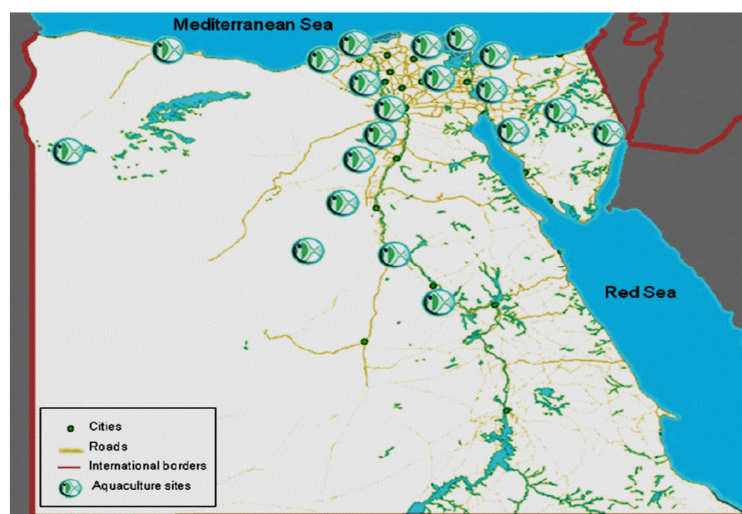 Mediterranean Sea
Red Sea
Cities
Roads
International borders
Aquaculture sites